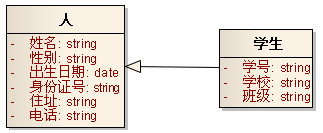 人
- 姓名: string
- 性别: string
- 出生日期: date
- 身份证号: string
- 住址: string
- 电话: string
学生
- 学号: string
- 学校: string
- 班级: string